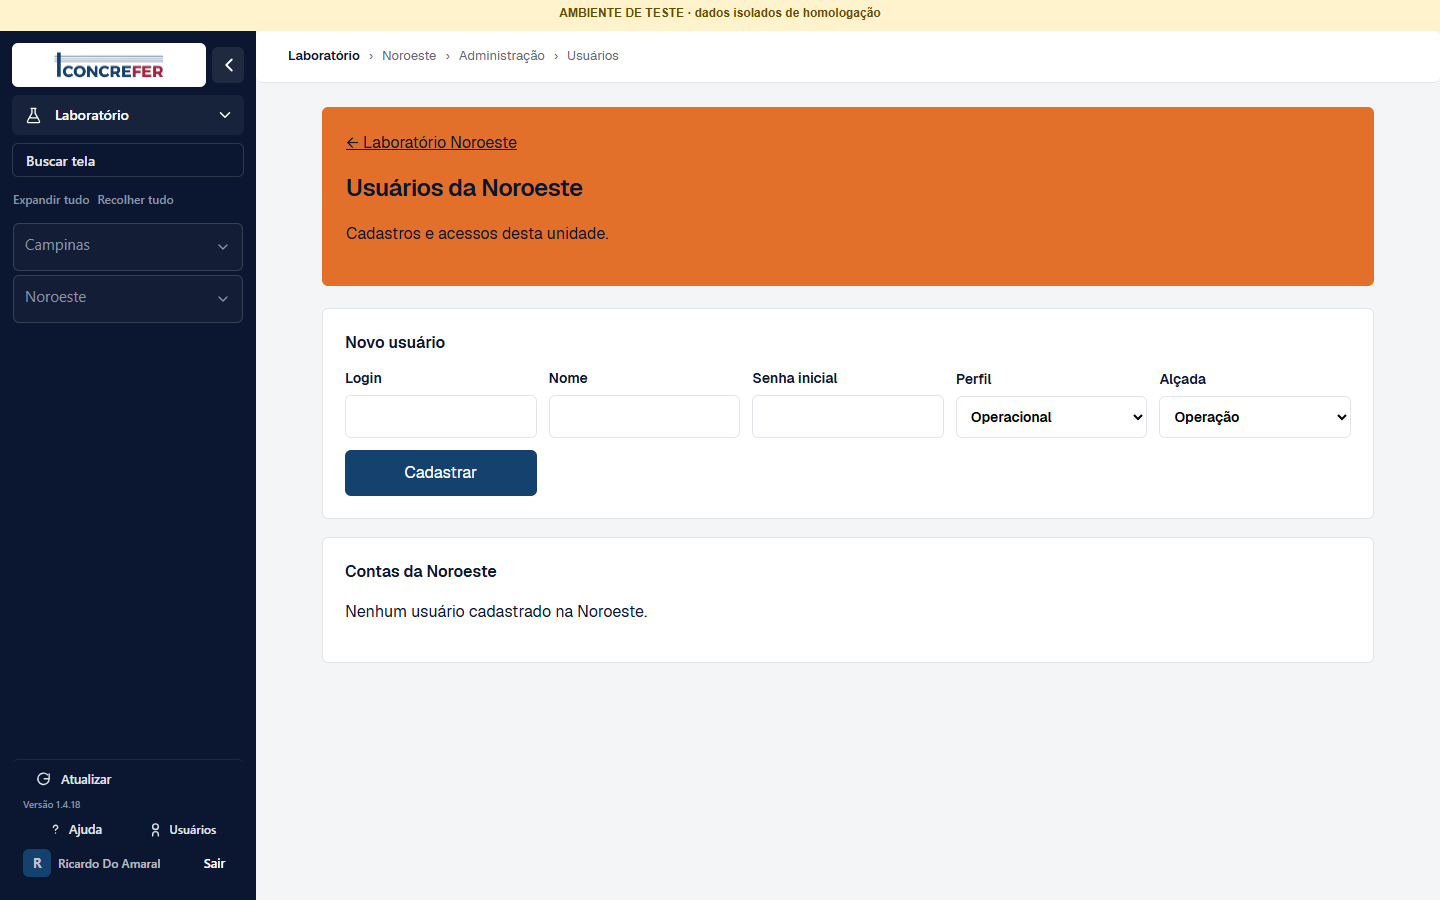 AMBIENTE DE TESTE · dados isolados de homologação
CONCREFER
Laboratório
Buscar tela
Expandir tudo Recolher tudo
Campinas
Noroeste
Atualizar
Versão 1.4.18
? Ajuda Usuários
R Ricardo Do Amaral Sair
Laboratório › Noroeste › Administração › Usuários
← Laboratório Noroeste
Usuários da Noroeste
Cadastros e acessos desta unidade.
Novo usuário
Login Nome Senha inicial Perfil Alçada
Operacional Operação
Cadastrar
Contas da Noroeste
Nenhum usuário cadastrado na Noroeste.